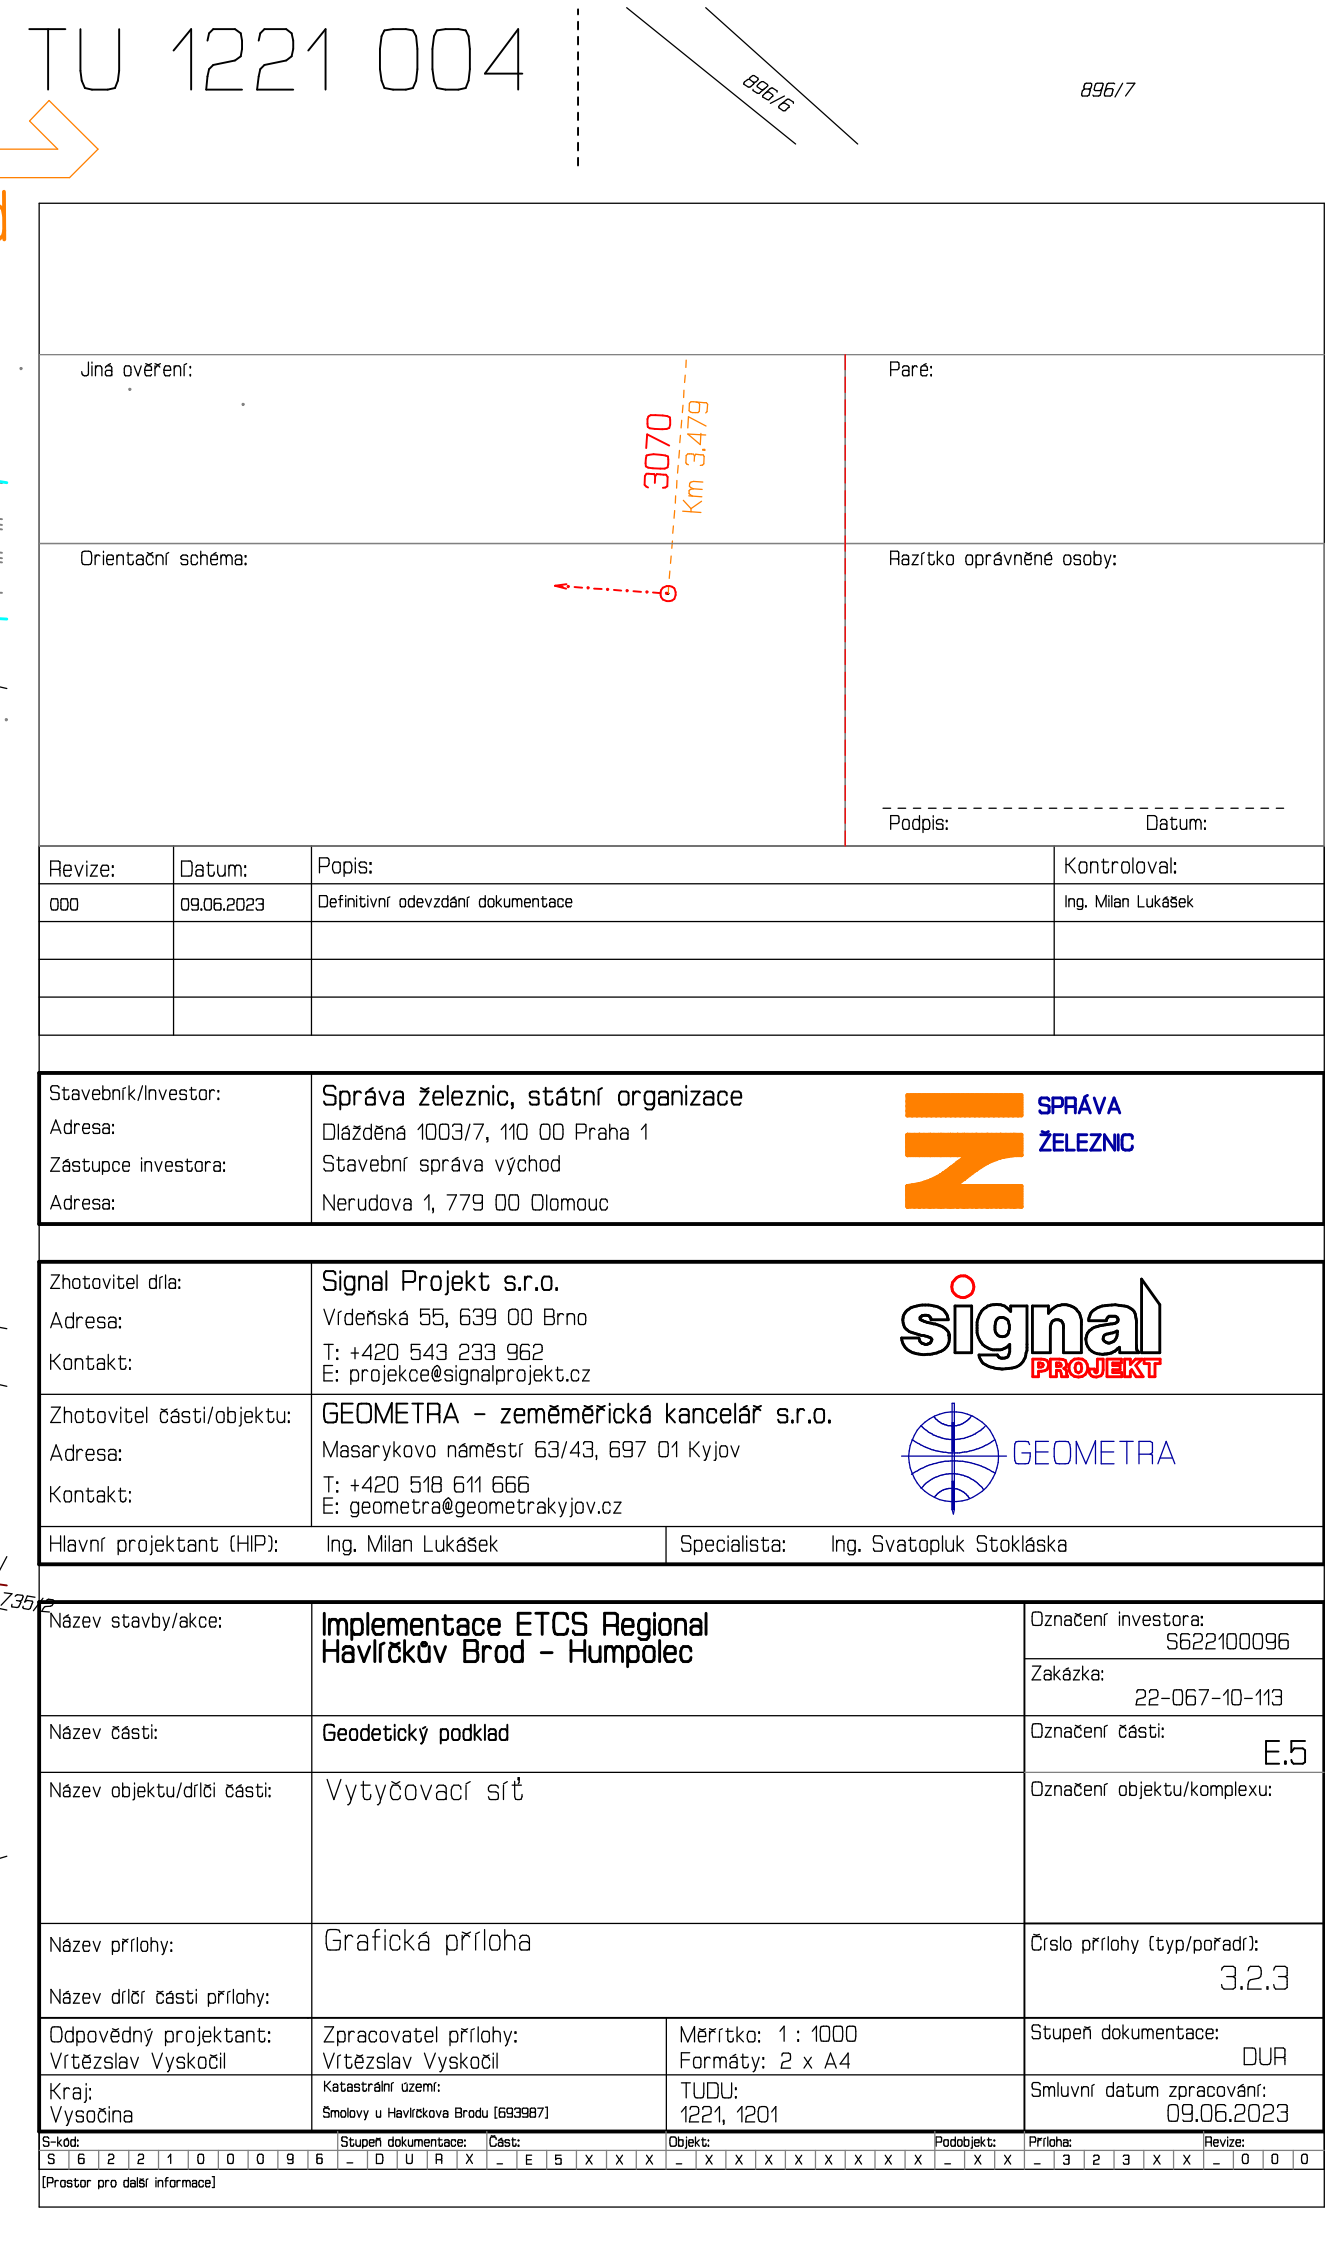 TU 1221 004
896/6
896/7
d
Jiná ověření:
Paré:
3070
Km 3.479
Orientační schéma:
Razítko oprávněné osoby:
Podpis: Datum:
Revize: Datum: Popis: Kontroloval:
000 09.06.2023 Definitivní odevzdání dokumentace Ing. Milan Lukášek
Stavebník/Investor: Správa železnic, státní organizace
Adresa: Dlážděná 1003/7, 110 00 Praha 1
Zástupce investora: Stavební správa východ
Adresa: Nerudova 1, 779 00 Olomouc
SPRÁVA
ŽELEZNIC
Zhotovitel díla: Signal Projekt s.r.o.
Adresa: Vídeňská 55, 639 00 Brno
Kontakt: T: +420 543 233 962
E: projekce@signalprojekt.cz
signal
PROJEKT
Zhotovitel části/objektu: GEOMETRA - zeměměřická kancelář s.r.o.
Adresa: Masarykovo náměstí 63/43, 697 01 Kyjov
Kontakt: T: +420 518 611 666
E: geometra@geometrakyjov.cz
GEOMETRA
Hlavní projektant (HIP): Ing. Milan Lukášek Specialista: Ing. Svatopluk Stokláska
735/2
Název stavby/akce: Implementace ETCS Regional
Havlíčkův Brod - Humpolec
Označení investora:
S622100096
Zakázka:
22-067-10-113
Název části: Geodetický podklad
Označení části:
E.5
Název objektu/dílči části: Vytyčovací síť
Označení objektu/komplexu:
Název přílohy: Grafická příloha
Číslo přílohy (typ/pořadí):
3.2.3
Název dílčí části přílohy:
Odpovědný projektant: Zpracovatel přílohy: Měřítko: 1 : 1000 Stupeň dokumentace:
Vítězslav Vyskočil Vítězslav Vyskočil Formáty: 2 x A4 DUR
Kraj: Katastrální území: TUDU: Smluvní datum zpracování:
Vysočina Šmolovy u Havlíčkova Brodu [693987] 1221, 1201 09.06.2023
S-kód: Stupeň dokumentace: Část: Objekt: Podobjekt: Příloha: Revize:
S 6 2 2 1 0 0 0 9 6 _ D U R X _ E 5 X X X _ X X X X X X X X _ X X _ 3 2 3 X X _ 0 0 0
[Prostor pro další informace]